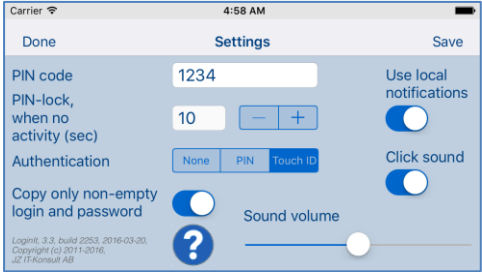 Carrier 4:58 AM
Done Settings Save
PIN code 1234
Use local
notifications
PIN-lock,
when no
activity (sec)
10 − +
Authentication None PIN Touch ID
Click sound
Copy only non-empty
login and password
Sound volume
LoginIt, 3.3, build 2253, 2016-03-20,
Copyright (c) 2011-2016,
JZ IT-Konsult AB
?